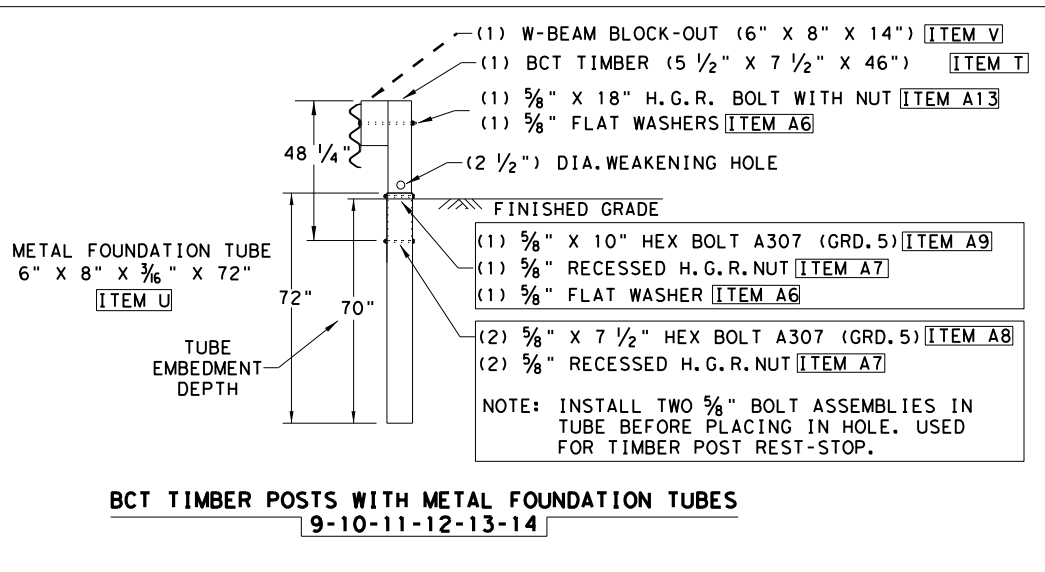 (1) W-BEAM BLOCK-OUT (6" X 8" X 14") ITEM V
(1) BCT TIMBER (5 1/2" X 7 1/2" X 46") ITEM T
(1) 5/8" X 18" H.G.R. BOLT WITH NUT ITEM A13
(1) 5/8" FLAT WASHERS ITEM A6
48 1/4"
(2 1/2") DIA. WEAKENING HOLE
FINISHED GRADE
(1) 5/8" X 10" HEX BOLT A307 (GRD.5) ITEM A9
(1) 5/8" RECESSED H.G.R. NUT ITEM A7
(1) 5/8" FLAT WASHER ITEM A6
METAL FOUNDATION TUBE
6" X 8" X 3/16" X 72"
ITEM U
72"
70"
TUBE
EMBEDMENT
DEPTH
(2) 5/8" X 7 1/2" HEX BOLT A307 (GRD.5) ITEM A8
(2) 5/8" RECESSED H.G.R. NUT ITEM A7
NOTE: INSTALL TWO 5/8" BOLT ASSEMBLIES IN
TUBE BEFORE PLACING IN HOLE. USED
FOR TIMBER POST REST-STOP.
BCT TIMBER POSTS WITH METAL FOUNDATION TUBES
9-10-11-12-13-14